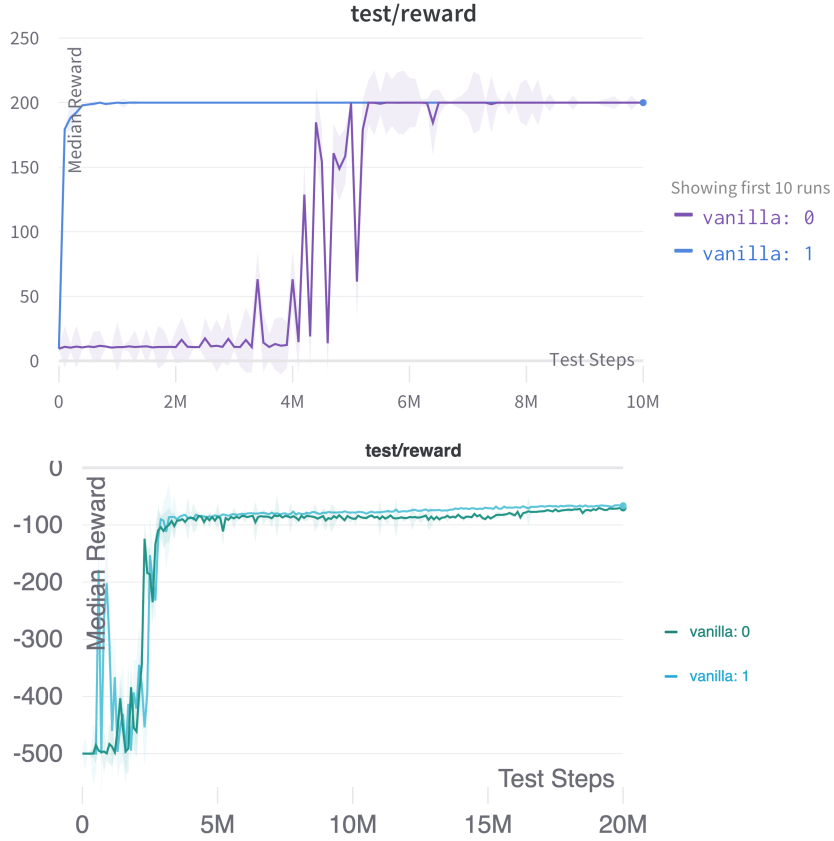 test/reward
250
200
150
100
50
0
Median Reward
Test Steps
0
2M
4M
6M
8M
10M
Showing first 10 runs
vanilla: 0
vanilla: 1
test/reward
0
-100
-200
-300
-400
-500
Median Reward
Test Steps
0
5M
10M
15M
20M
vanilla: 0
vanilla: 1